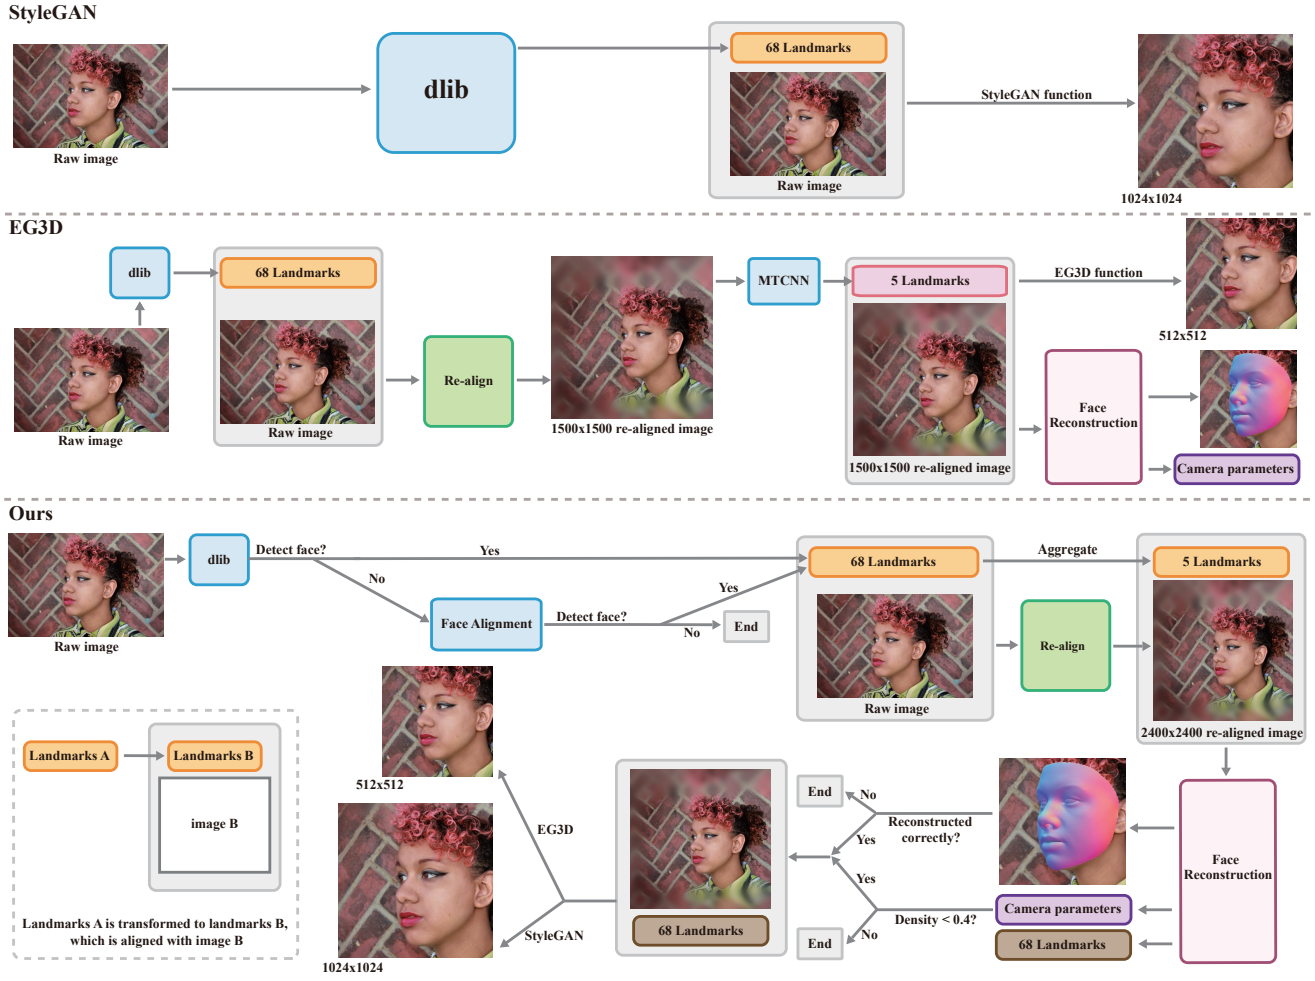 StyleGAN
68 Landmarks
dlib
StyleGAN function
Raw image
Raw image
1024x1024
EG3D
dlib
68 Landmarks
MTCNN
5 Landmarks
EG3D function
512x512
Re-align
Face
Reconstruction
1500x1500 re-aligned image
Raw image
Raw image
1500x1500 re-aligned image
Camera parameters
Ours
dlib
Detect face?
Yes
No
68 Landmarks
Aggregate
5 Landmarks
Yes
Face Alignment
Detect face?
No
End
Raw image
Re-align
Raw image
2400x2400 re-aligned image
Landmarks A
Landmarks B
image B
Landmarks A is transformed to landmarks B,
which is aligned with image B
512x512
EG3D
StyleGAN
1024x1024
68 Landmarks
End
No
Reconstructed
correctly?
Yes
Yes
Density < 0.4?
No
End
Face
Reconstruction
Camera parameters
68 Landmarks